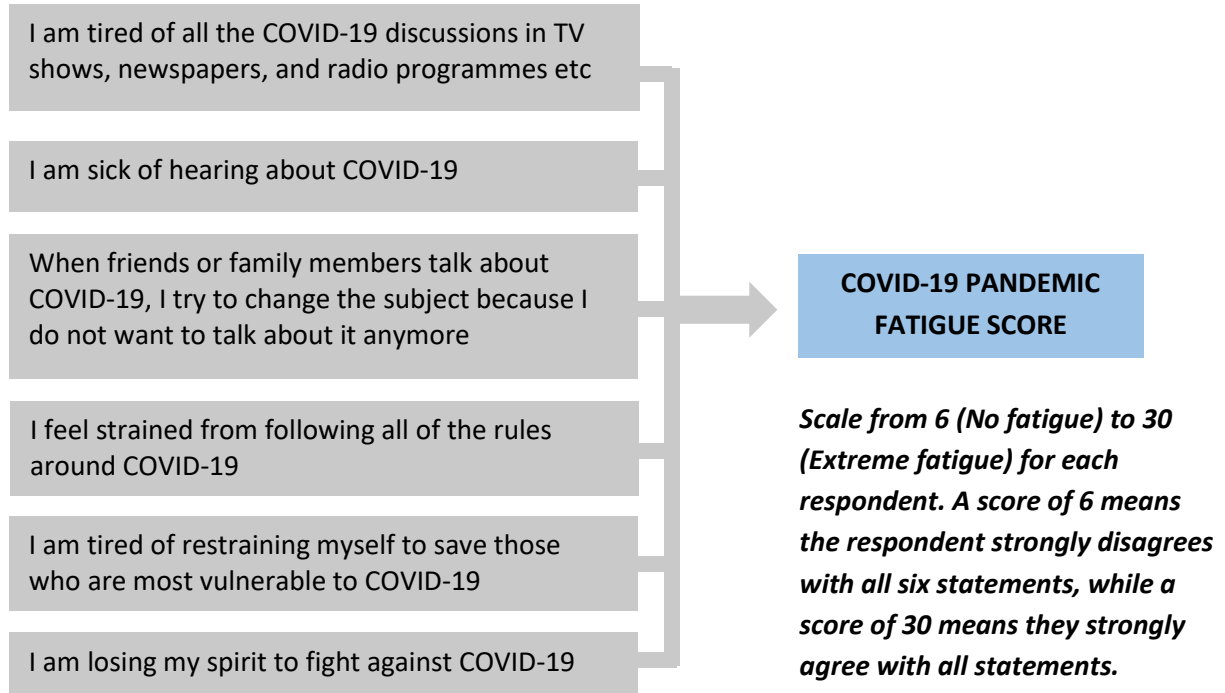 I am tired of all the COVID-19 discussions in TV
shows, newspapers, and radio programmes etc
I am sick of hearing about COVID-19
When friends or family members talk about
COVID-19, I try to change the subject because I
do not want to talk about it anymore
I feel strained from following all of the rules
around COVID-19
I am tired of restraining myself to save those
who are most vulnerable to COVID-19
I am losing my spirit to fight against COVID-19
COVID-19 PANDEMIC
FATIGUE SCORE
Scale from 6 (No fatigue) to 30
(Extreme fatigue) for each
respondent. A score of 6 means
the respondent strongly disagrees
with all six statements, while a
score of 30 means they strongly
agree with all statements.